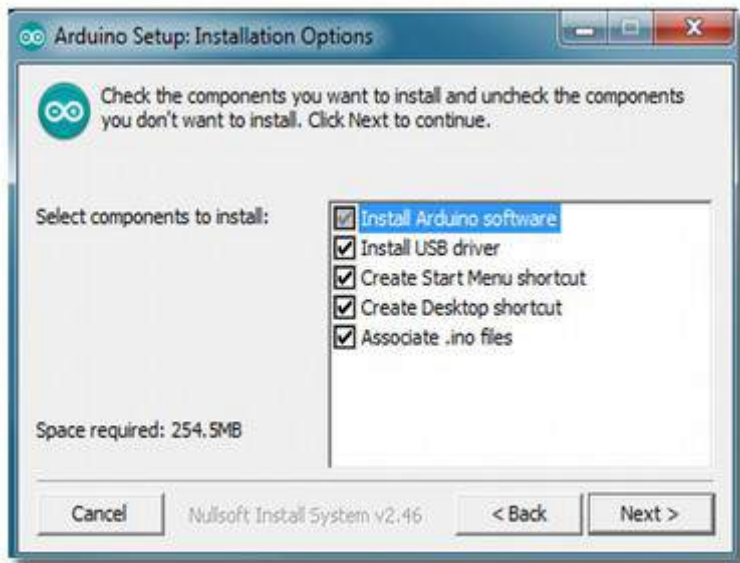 Arduino Setup: Installation Options
Check the components you want to install and uncheck the components
you don't want to install. Click Next to continue.
Select components to install:
Install Arduino software
Install USB driver
Create Start Menu shortcut
Create Desktop shortcut
Associate .ino files
Space required: 254.5MB
Cancel
Nullsoft Install System v2.46
< Back
Next >